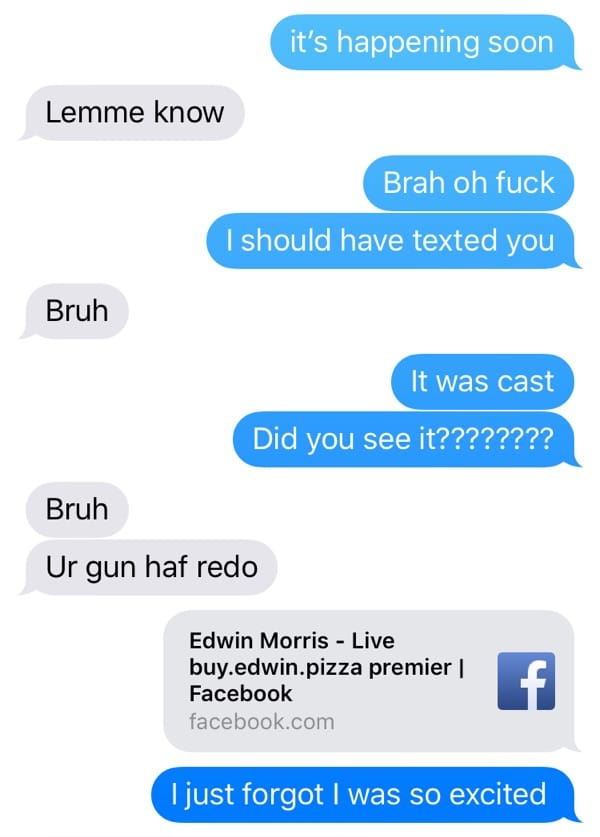 it’s happening soon
Lemme know
Brah oh fuck
I should have texted you
Bruh
It was cast
Did you see it????????
Bruh
Ur gun haf redo
Edwin Morris - Live
buy.edwin.pizza premier |
Facebook
facebook.com
I just forgot I was so excited